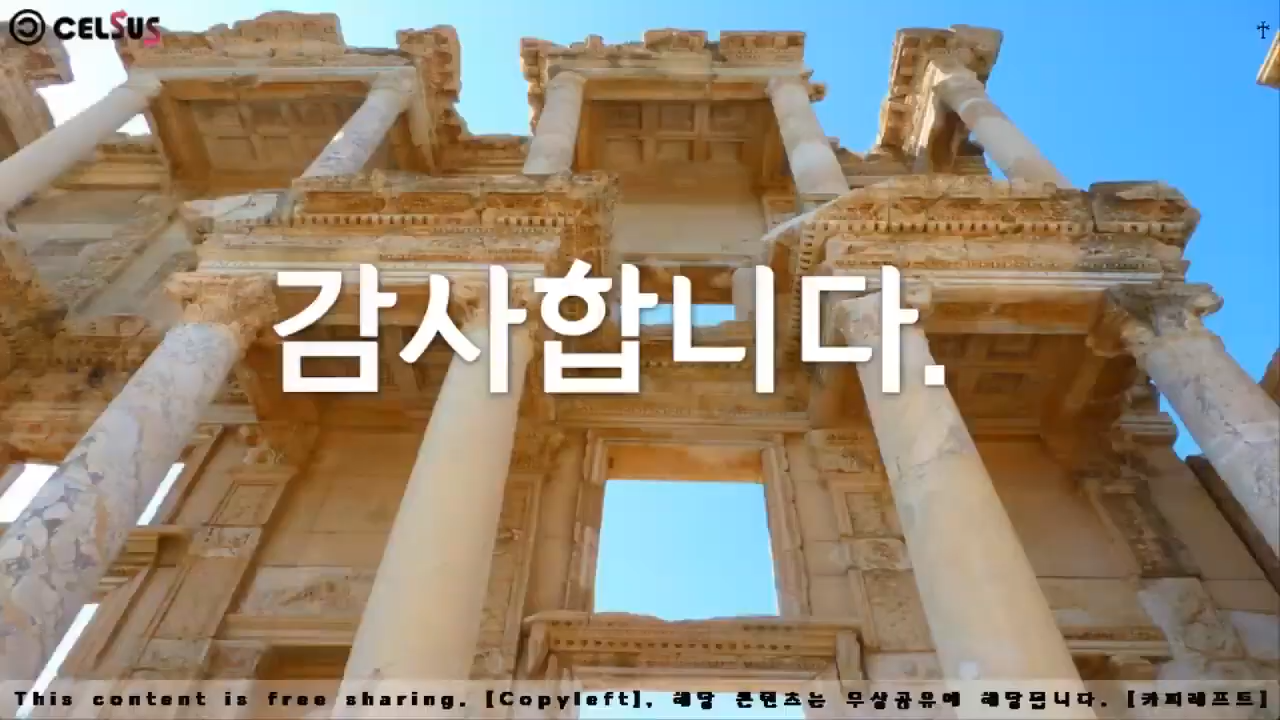 CELSUS
감사합니다.
This content is free sharing. [Copyleft], 해당 콘텐츠는 무상공유에 해당됩니다. [카피레프트]